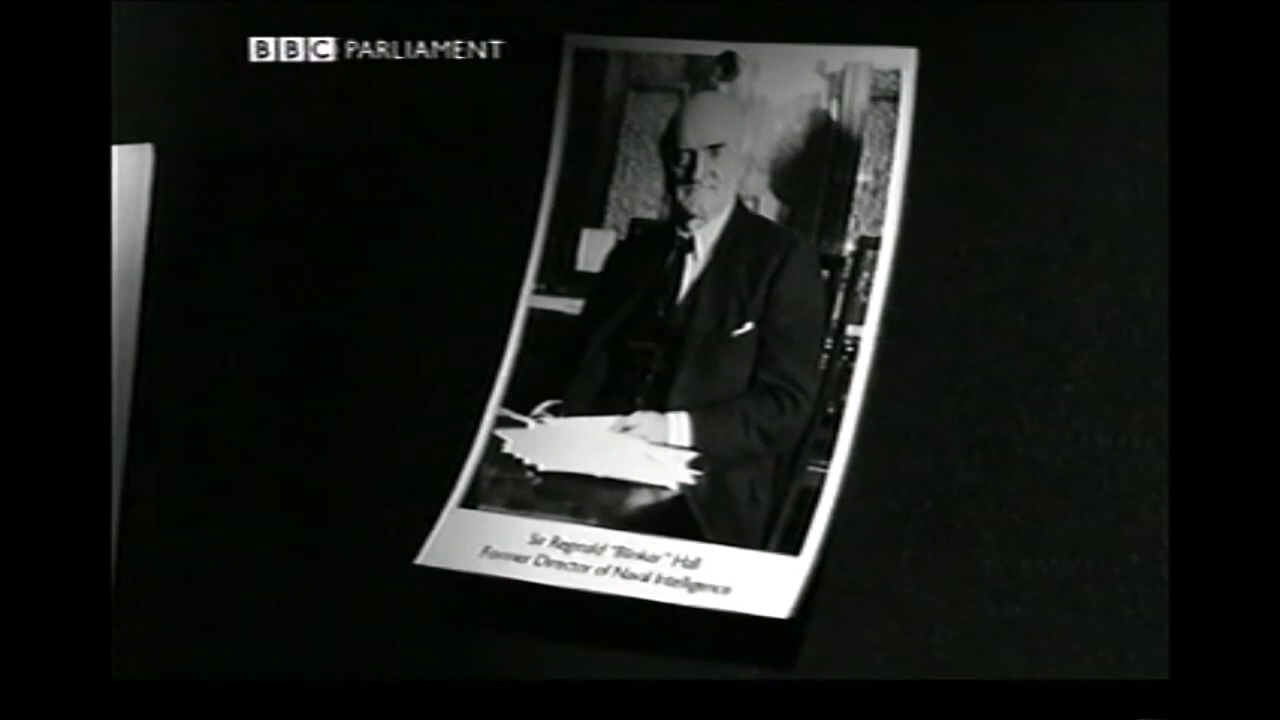 BBC PARLIAMENT
Sir Reginald "Blinker" Hall
Former Director of Naval Intelligence